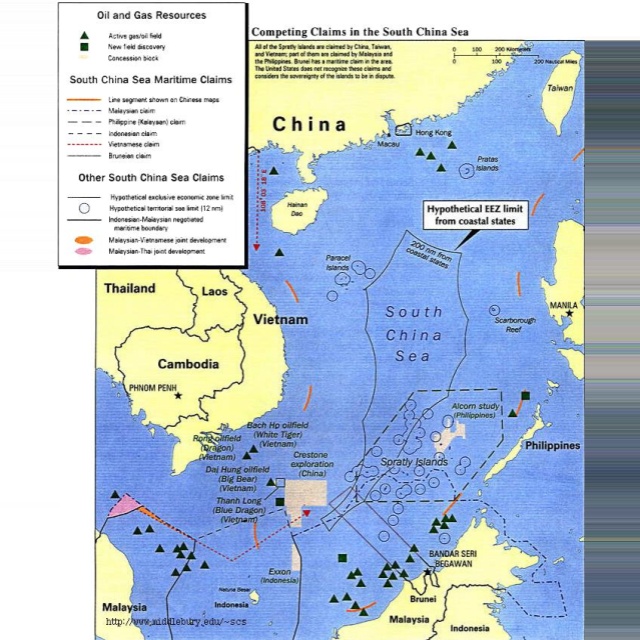 Oil and Gas Resources
Active gas/oil field
New field discovery
Concession block
South China Sea Maritime Claims
Line segment shown on Chinese maps
Malaysian claim
Philippine (Kalayaan) claim
Indonesian claim
Vietnamese claim
Bruneian claim
Other South China Sea Claims
Hypothetical exclusive economic zone limit
Hypothetical territorial sea limit (12 nm)
Indonesian-Malaysian negotiated
maritime boundary
Malaysian-Vietnamese joint development
Malaysian-Thai joint development
Competing Claims in the South China Sea
All of the Spratly Islands are claimed by China, Taiwan,
and Vietnam; part of them are claimed by Malaysia and
the Philippines. Brunei has a maritime claim in the area.
The United States does not recognize these claims and
considers the sovereignty of the islands to be in dispute.
0 100 200 Kilometers
0 100 200 Nautical Miles
Taiwan
China
Hong Kong
Macau
Pratas
Islands
Hainan
Dao
Hypothetical EEZ limit
from coastal states
200 nm from
coastal states
Paracel
Islands
Thailand
Laos
Vietnam
South
China
Sea
MANILA
Scarborough
Reef
Cambodia
PHNOM PENH
Alcorn study
(Philippines)
Bach Ho oilfield
(White Tiger)
(Vietnam)
Rong oilfield
(Dragon)
(Vietnam)
Crestone
exploration
(China)
Spratly Islands
Philippines
Dai Hung oilfield
(Big Bear)
(Vietnam)
Thanh Long
(Blue Dragon)
(Vietnam)
BANDAR SERI
BEGAWAN
Exxon
(Indonesia)
Natuna Besar
Indonesia
Brunei
Malaysia
Malaysia
Indonesia
http://www.middlebury.edu/~scs